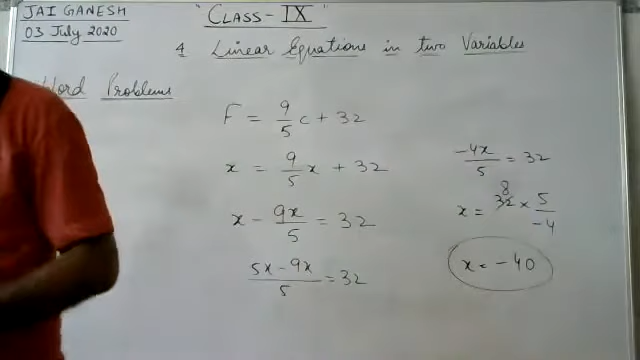 JAI GANESH
03 July 2020
"CLASS-IX"
4 Linear Equations in two Variables
Word Problems
F = 9/5 c + 32
x = 9/5 x + 32
x - 9x/5 = 32
5x - 9x/5 = 32
-4x/5 = 32
8
x = 32 × 5/-4
x = -40